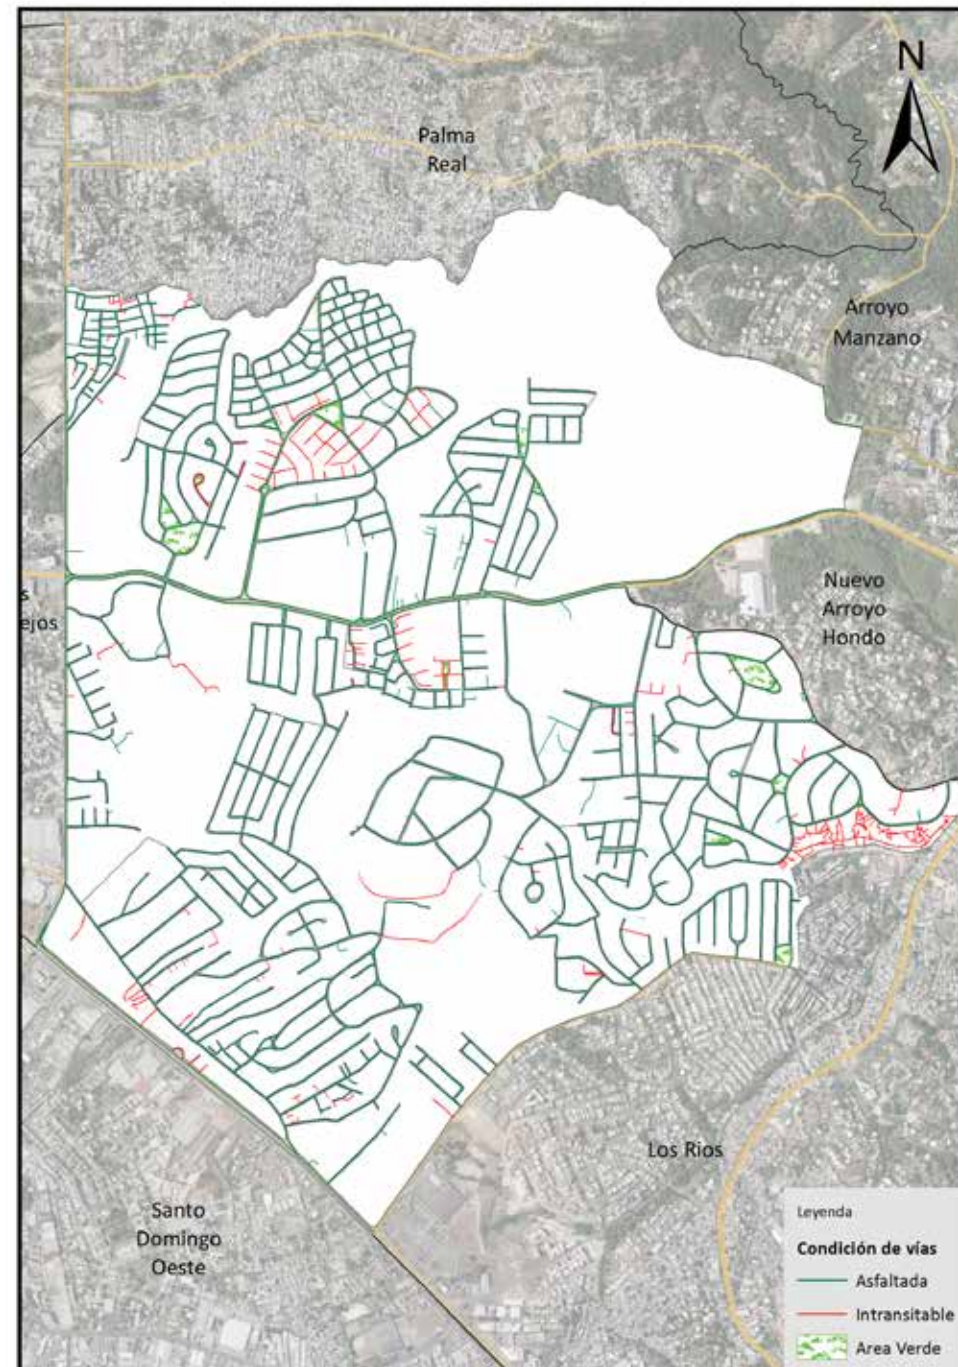 N
Palma
Real
Arroyo
Manzano
Nuevo
Arroyo
Hondo
s
ejos
Los Rios
Santo
Domingo
Oeste
Leyenda
Condición de vías
Asfaltada
Intransitable
Area Verde